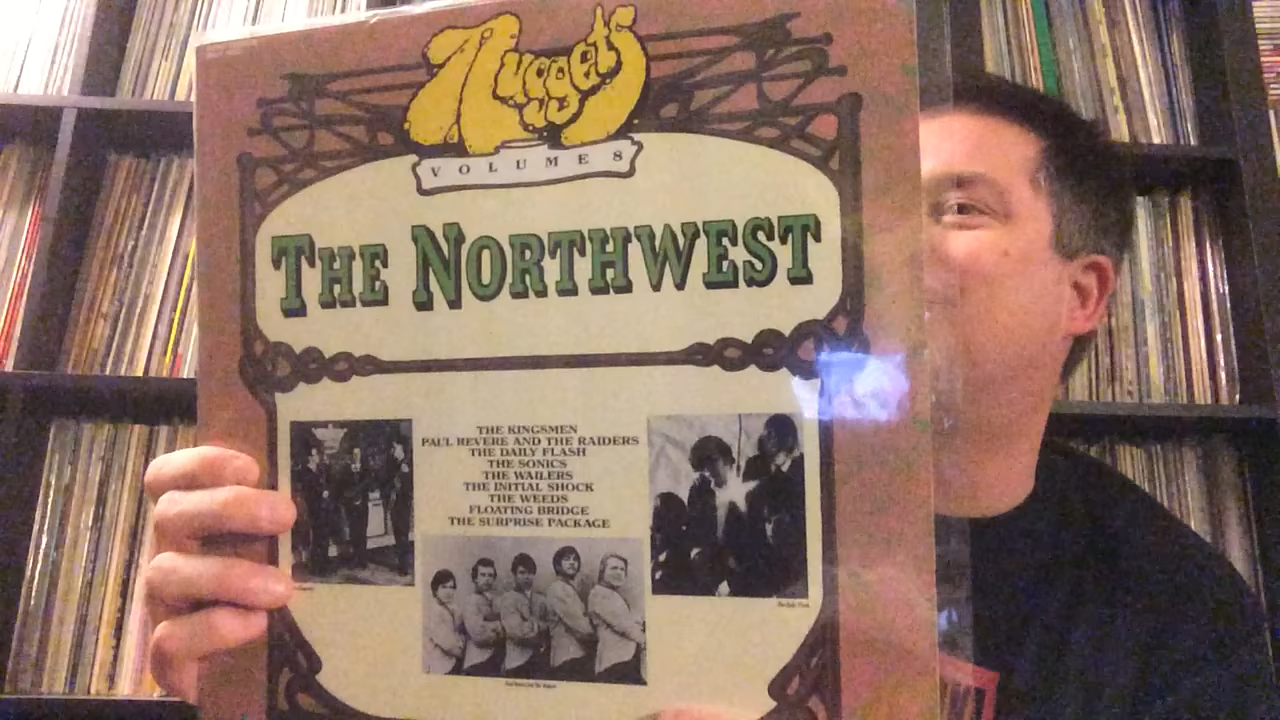 Nuggets
VOLUME 8
THE NORTHWEST
THE KINGSMEN
PAUL REVERE AND THE RAIDERS
THE DAILY FLASH
THE SONICS
THE WAILERS
THE INITIAL SHOCK
THE WEEDS
FLOATING BRIDGE
THE SURPRISE PACKAGE